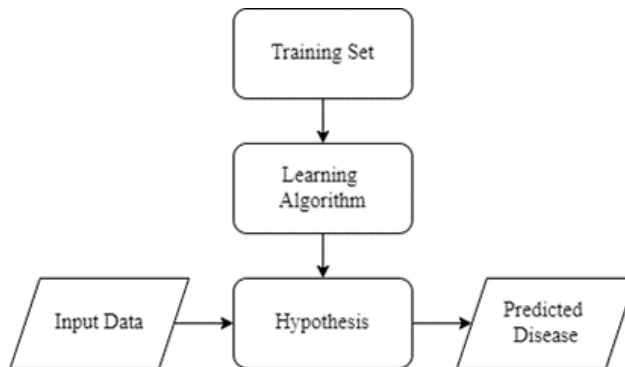 Training Set
Learning
Algorithm
Input Data
Hypothesis
Predicted
Disease